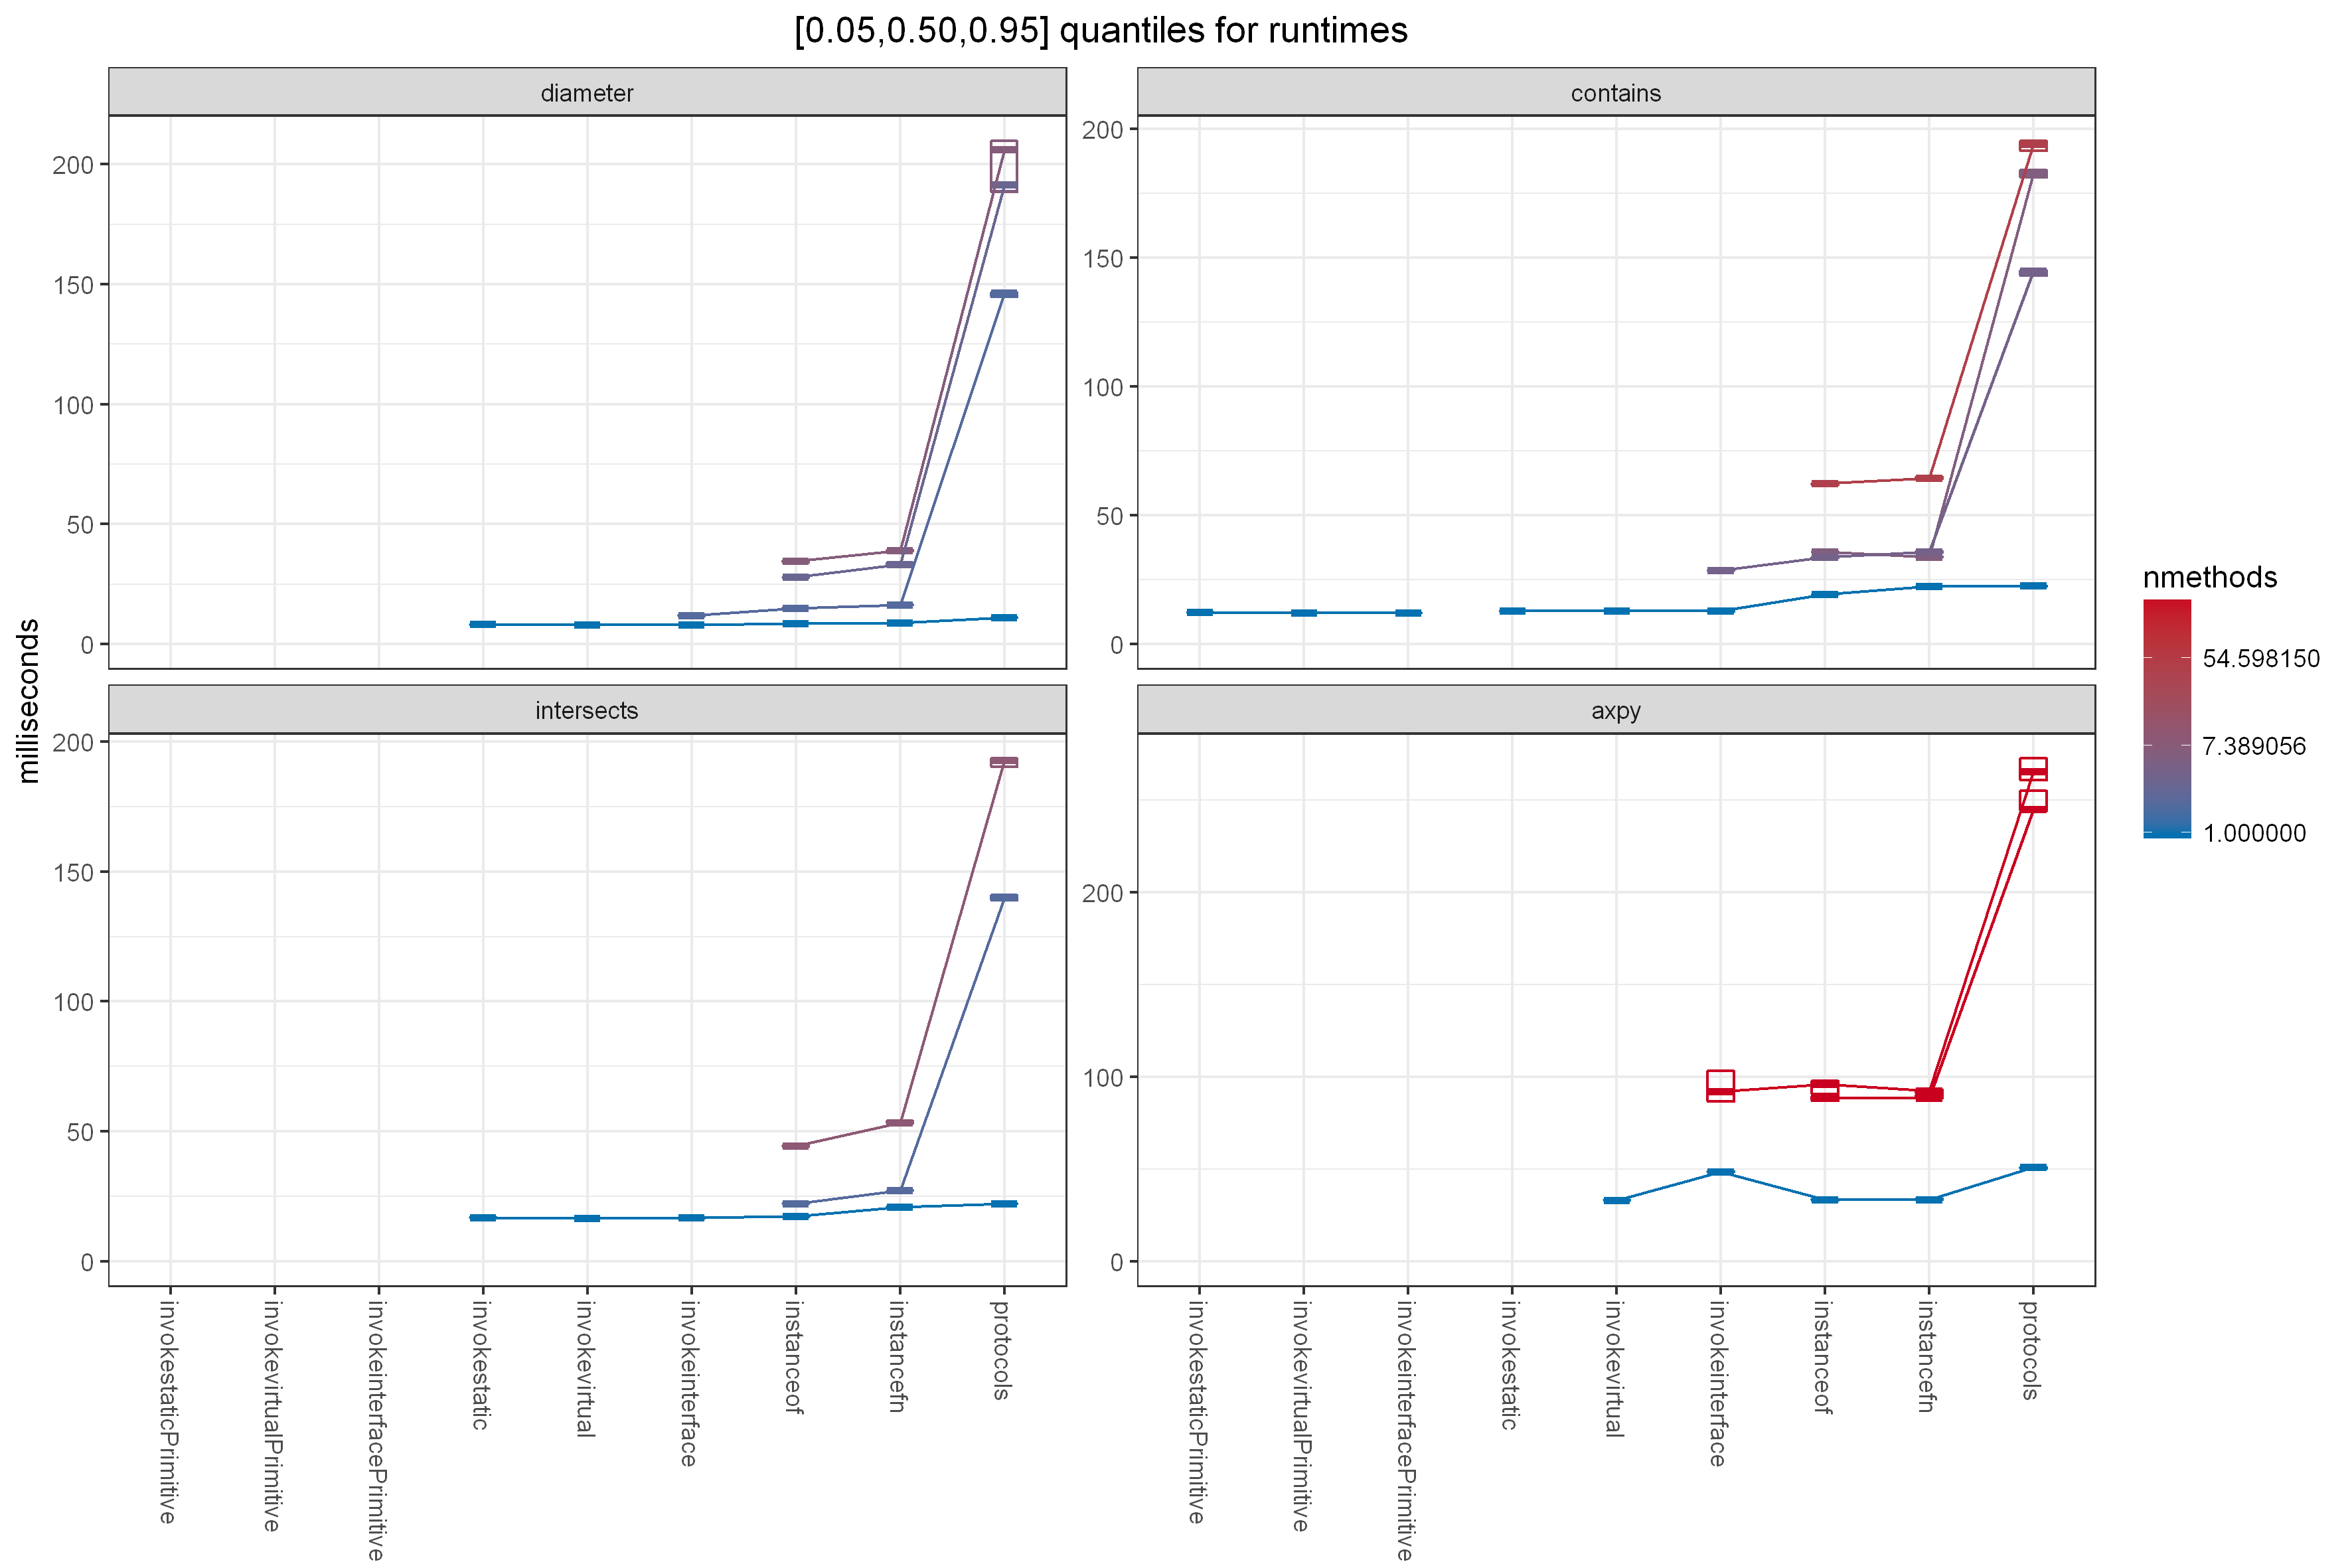 [0.05,0.50,0.95] quantiles for runtimes
diameter
contains
200
150
100
50
0
200
150
100
50
0
milliseconds
intersects
axpy
200
150
100
50
0
200
100
0
invokestaticPrimitive
invokevirtualPrimitive
invokeinterfacePrimitive
invokestatic
invokevirtual
invokeinterface
instanceof
instancefn
protocols
invokestaticPrimitive
invokevirtualPrimitive
invokeinterfacePrimitive
invokestatic
invokevirtual
invokeinterface
instanceof
instancefn
protocols
nmethods
54.598150
7.389056
1.000000